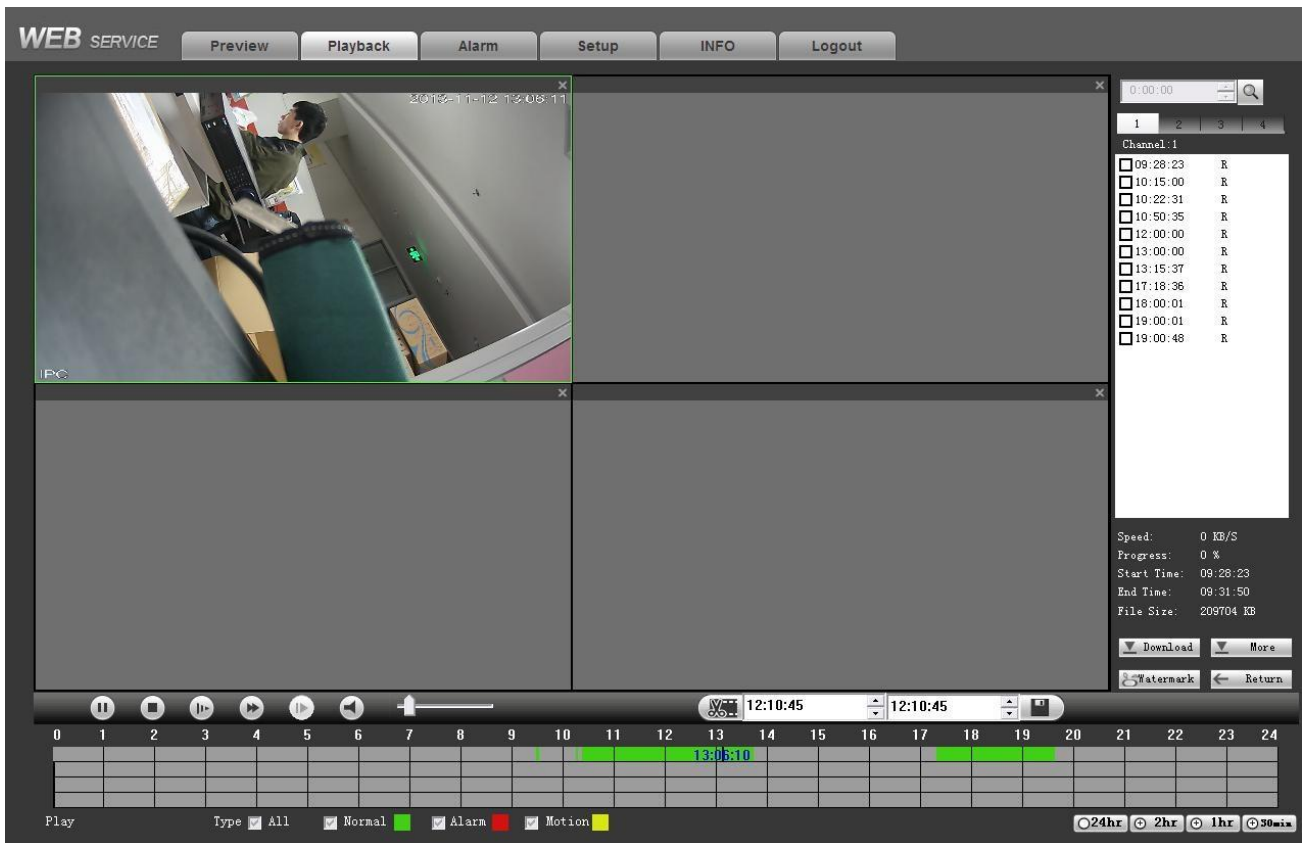 WEB SERVICE
Preview
Playback
Alarm
Setup
INFO
Logout
2013-11-12 13:06:11
IPC
0:00:00
1 2 3 4
Channel:1
09:28:23 R
10:15:00 R
10:22:31 R
10:50:35 R
12:00:00 R
13:00:00 R
13:15:37 R
17:18:36 R
18:00:01 R
19:00:01 R
19:00:48 R
Speed: 0 KB/S
Progress: 0 %
Start Time: 09:28:23
End Time: 09:31:50
File Size: 209704 KB
Download
More
Watermark
Return
12:10:45
12:10:45
0 1 2 3 4 5 6 7 8 9 10 11 12 13 14 15 16 17 18 19 20 21 22 23 24
13:06:10
Play
Type All Normal Alarm Motion
24hr 2hr 1hr 30min